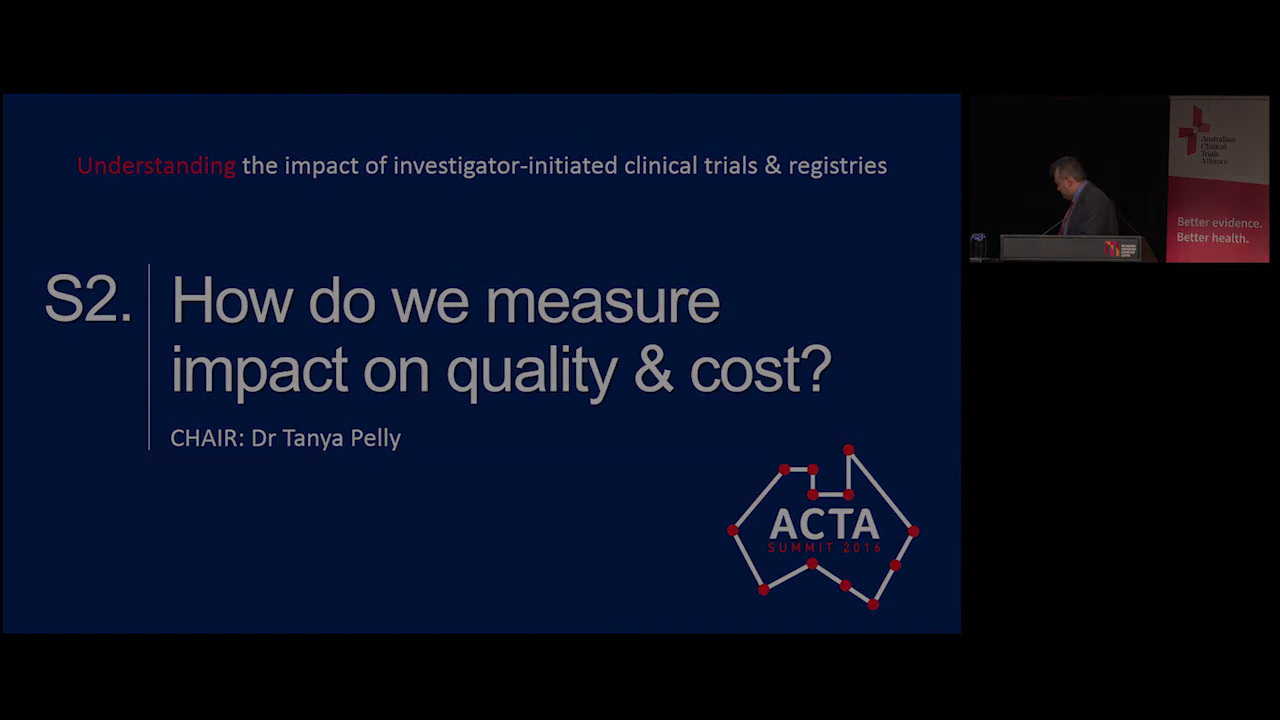 Understanding the impact of investigator-initiated clinical trials & registries
S2.
How do we measure
impact on quality & cost?
CHAIR: Dr Tanya Pelly
ACTA
SUMMIT 2016
Australian
Clinical
Trials
Alliance
Better evidence.
Better health.